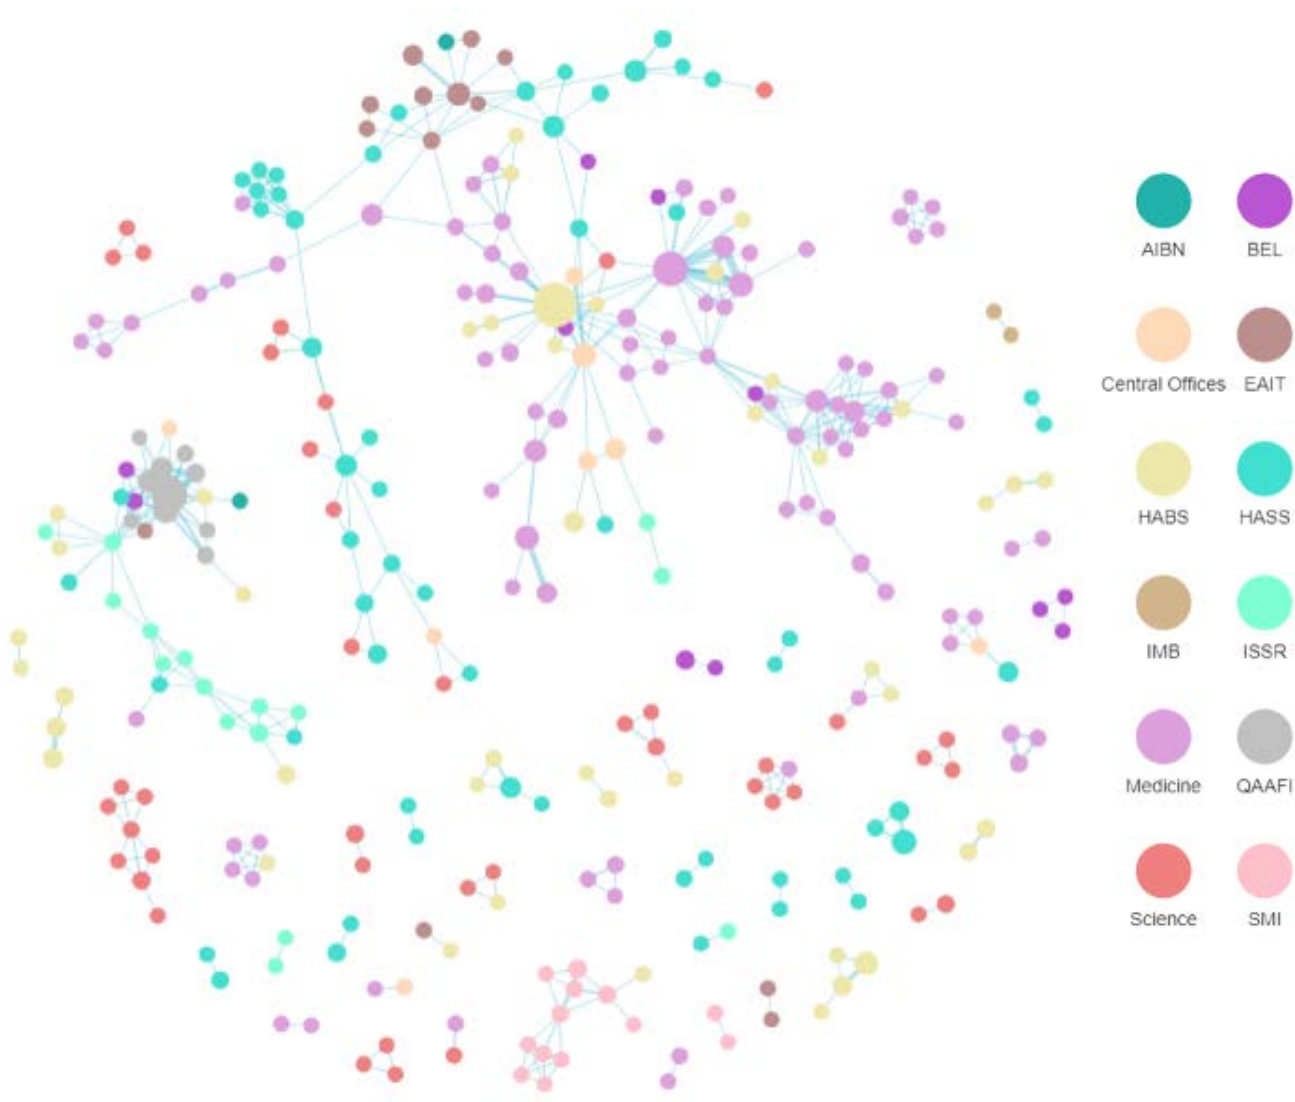 AIBN BEL
Central Offices EAIT
HABS HASS
IMB ISSR
Medicine QAAFI
Science SMI